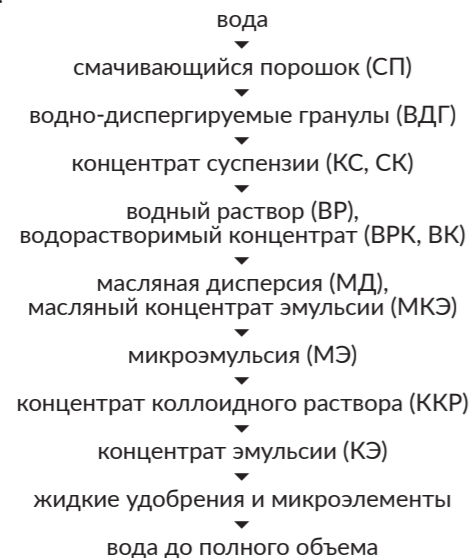 вода
смачивающийся порошок (СП)
водно-диспергируемые гранулы (ВДГ)
концентрат суспензии (КС, СК)
водный раствор (ВР),
водорастворимый концентрат (ВРК, ВК)
масляная дисперсия (МД),
масляный концентрат эмульсии (МКЭ)
микроэмульсия (МЭ)
концентрат коллоидного раствора (ККР)
концентрат эмульсии (КЭ)
жидкие удобрения и микроэлементы
вода до полного объема